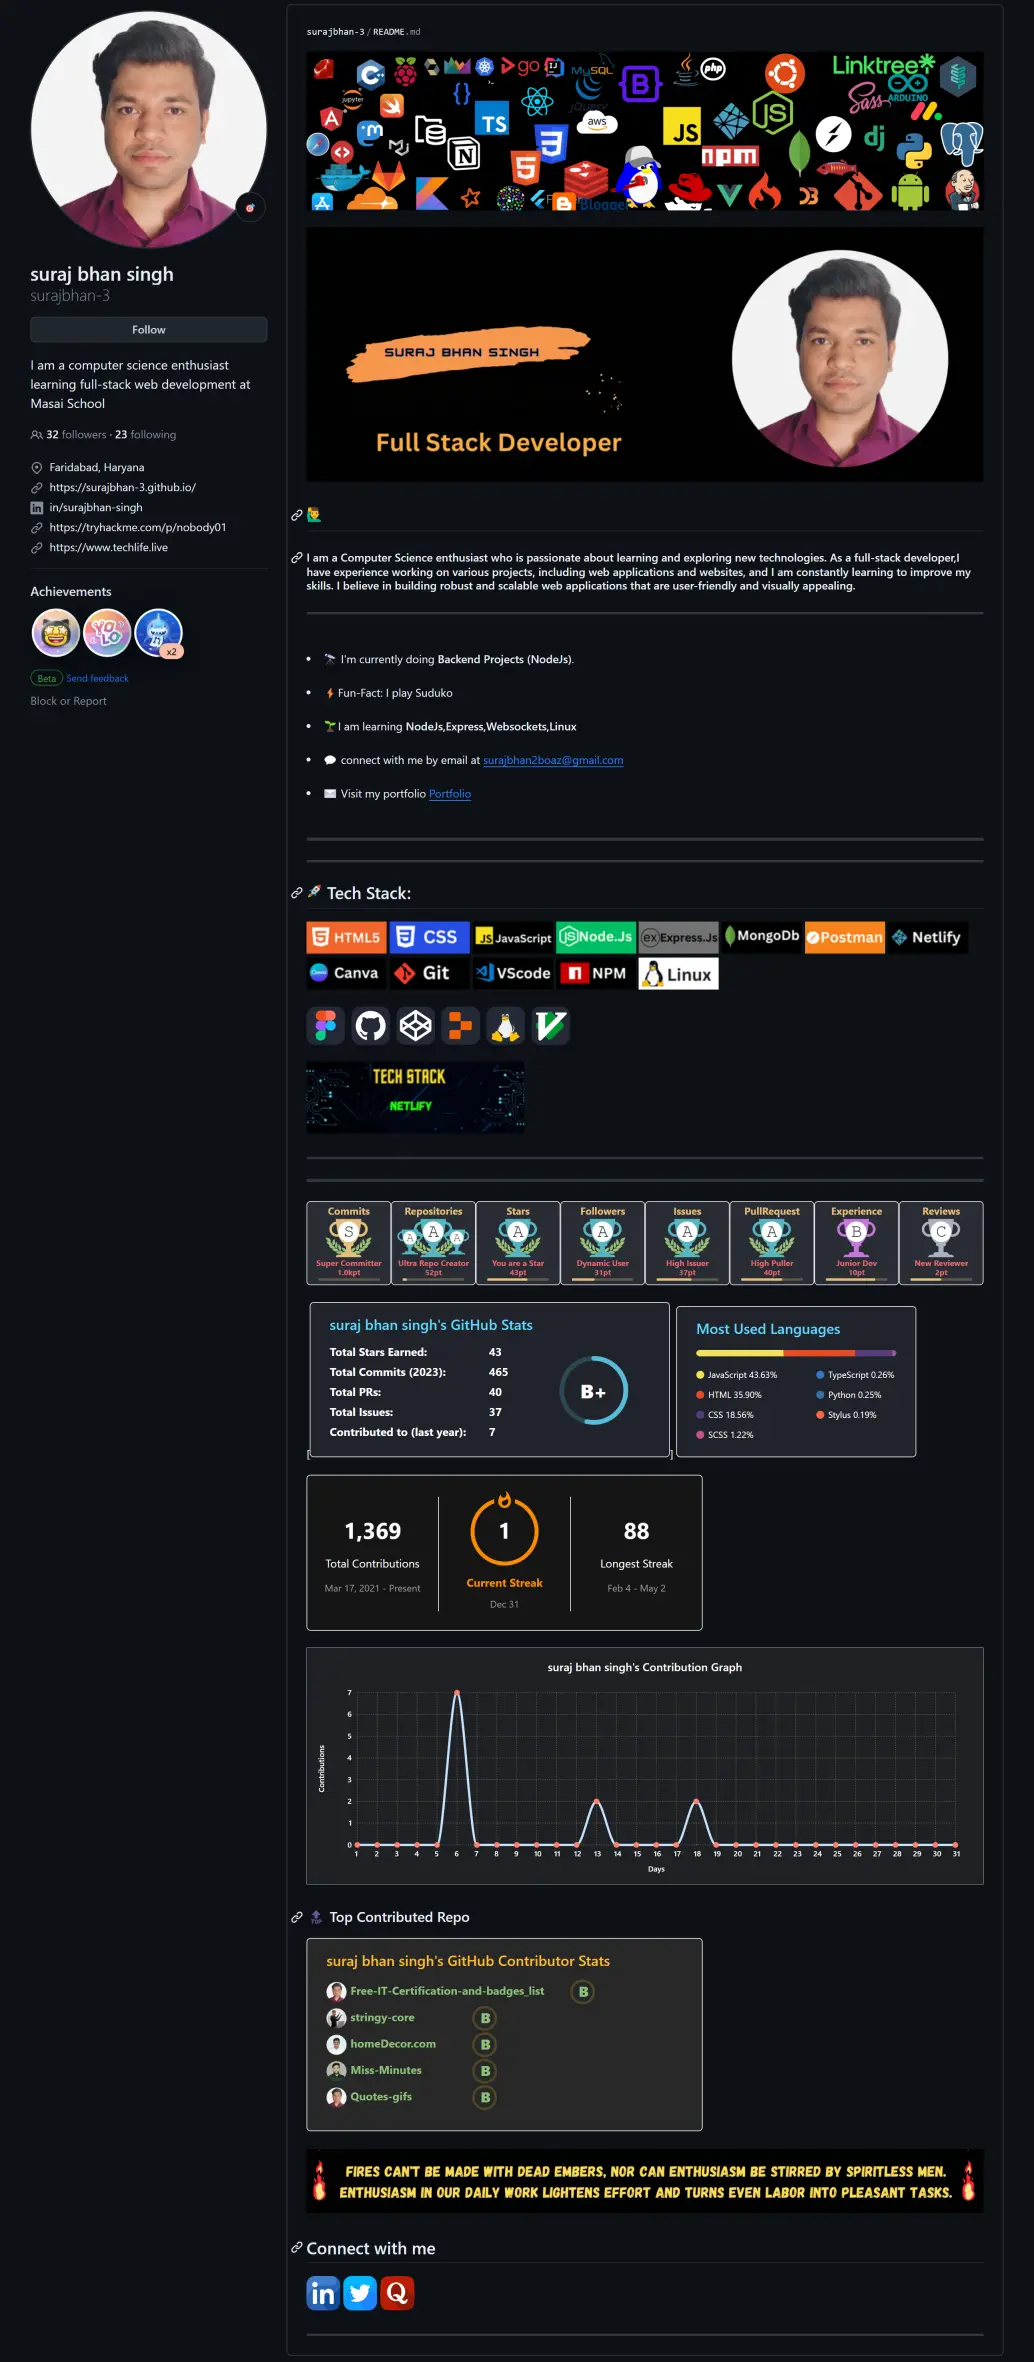 suraj bhan singh
surajbhan-3
Follow
I am a computer science enthusiast
learning full-stack web development at
Masai School
32 followers · 23 following
Faridabad, Haryana
https://surajbhan-3.github.io/
in/surajbhan-singh
https://tryhackme.com/p/nobody01
https://www.techlife.live
Achievements
x2
Beta Send feedback
Block or Report
surajbhan-3 / README.md
go
MySQL
php
Linktree
jupyter
TS
jQuery
aws
JS
Sass
ARDUINO
npm
dj
Blogger
SURAJ BHAN SINGH
Full Stack Developer
I am a Computer Science enthusiast who is passionate about learning and exploring new technologies. As a full-stack developer,I
have experience working on various projects, including web applications and websites, and I am constantly learning to improve my
skills. I believe in building robust and scalable web applications that are user-friendly and visually appealing.
• I'm currently doing Backend Projects (NodeJs).
• Fun-Fact: I play Suduko
• I am learning NodeJs,Express,Websockets,Linux
• connect with me by email at surajbhan2boaz@gmail.com
• Visit my portfolio Portfolio
Tech Stack:
HTML5 CSS JS JavaScript Node.Js ex Express.Js MongoDb Postman Netlify
Canva Git VScode NPM Linux
TECH STACK
NETLIFY
Commits Repositories Stars Followers Issues PullRequest Experience Reviews
S A A A A A A A B C
Super Committer Ultra Repo Creator You are a Star Dynamic User High Issuer High Puller Junior Dev New Reviewer
1.0kpt 52pt 43pt 31pt 37pt 40pt 10pt 2pt
suraj bhan singh's GitHub Stats
Total Stars Earned: 43
Total Commits (2023): 465
Total PRs: 40
Total Issues: 37
Contributed to (last year): 7
B+
[ ]
Most Used Languages
JavaScript 43.63% TypeScript 0.26%
HTML 35.90% Python 0.25%
CSS 18.56% Stylus 0.19%
SCSS 1.22%
1,369
Total Contributions
Mar 17, 2021 - Present
1
Current Streak
Dec 31
88
Longest Streak
Feb 4 - May 2
suraj bhan singh's Contribution Graph
7
6
5
4
3
2
1
0
Contributions
1 2 3 4 5 6 7 8 9 10 11 12 13 14 15 16 17 18 19 20 21 22 23 24 25 26 27 28 29 30 31
Days
TOP Top Contributed Repo
suraj bhan singh's GitHub Contributor Stats
Free-IT-Certification-and-badges_list B
stringy-core B
homeDecor.com B
Miss-Minutes B
Quotes-gifs B
FIRES CAN'T BE MADE WITH DEAD EMBERS, NOR CAN ENTHUSIASM BE STIRRED BY SPIRITLESS MEN.
ENTHUSIASM IN OUR DAILY WORK LIGHTENS EFFORT AND TURNS EVEN LABOR INTO PLEASANT TASKS.
Connect with me
in Q